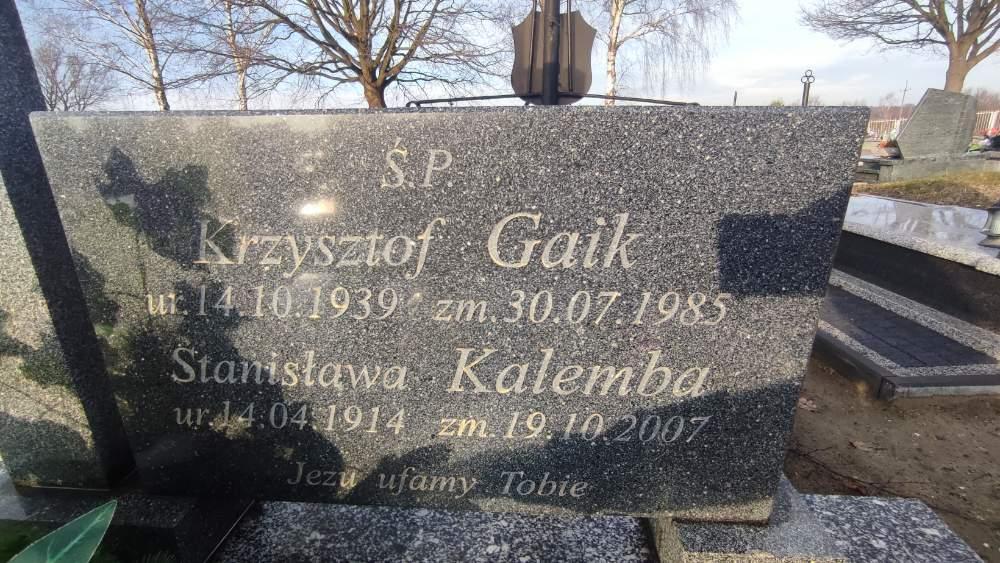 Ś.P.
Krzysztof Gaik
ur.14.10.1939 zm.30.07.1985
Stanisława Kalemba
ur.14.04.1914 zm.19.10.2007
Jezu ufamy Tobie